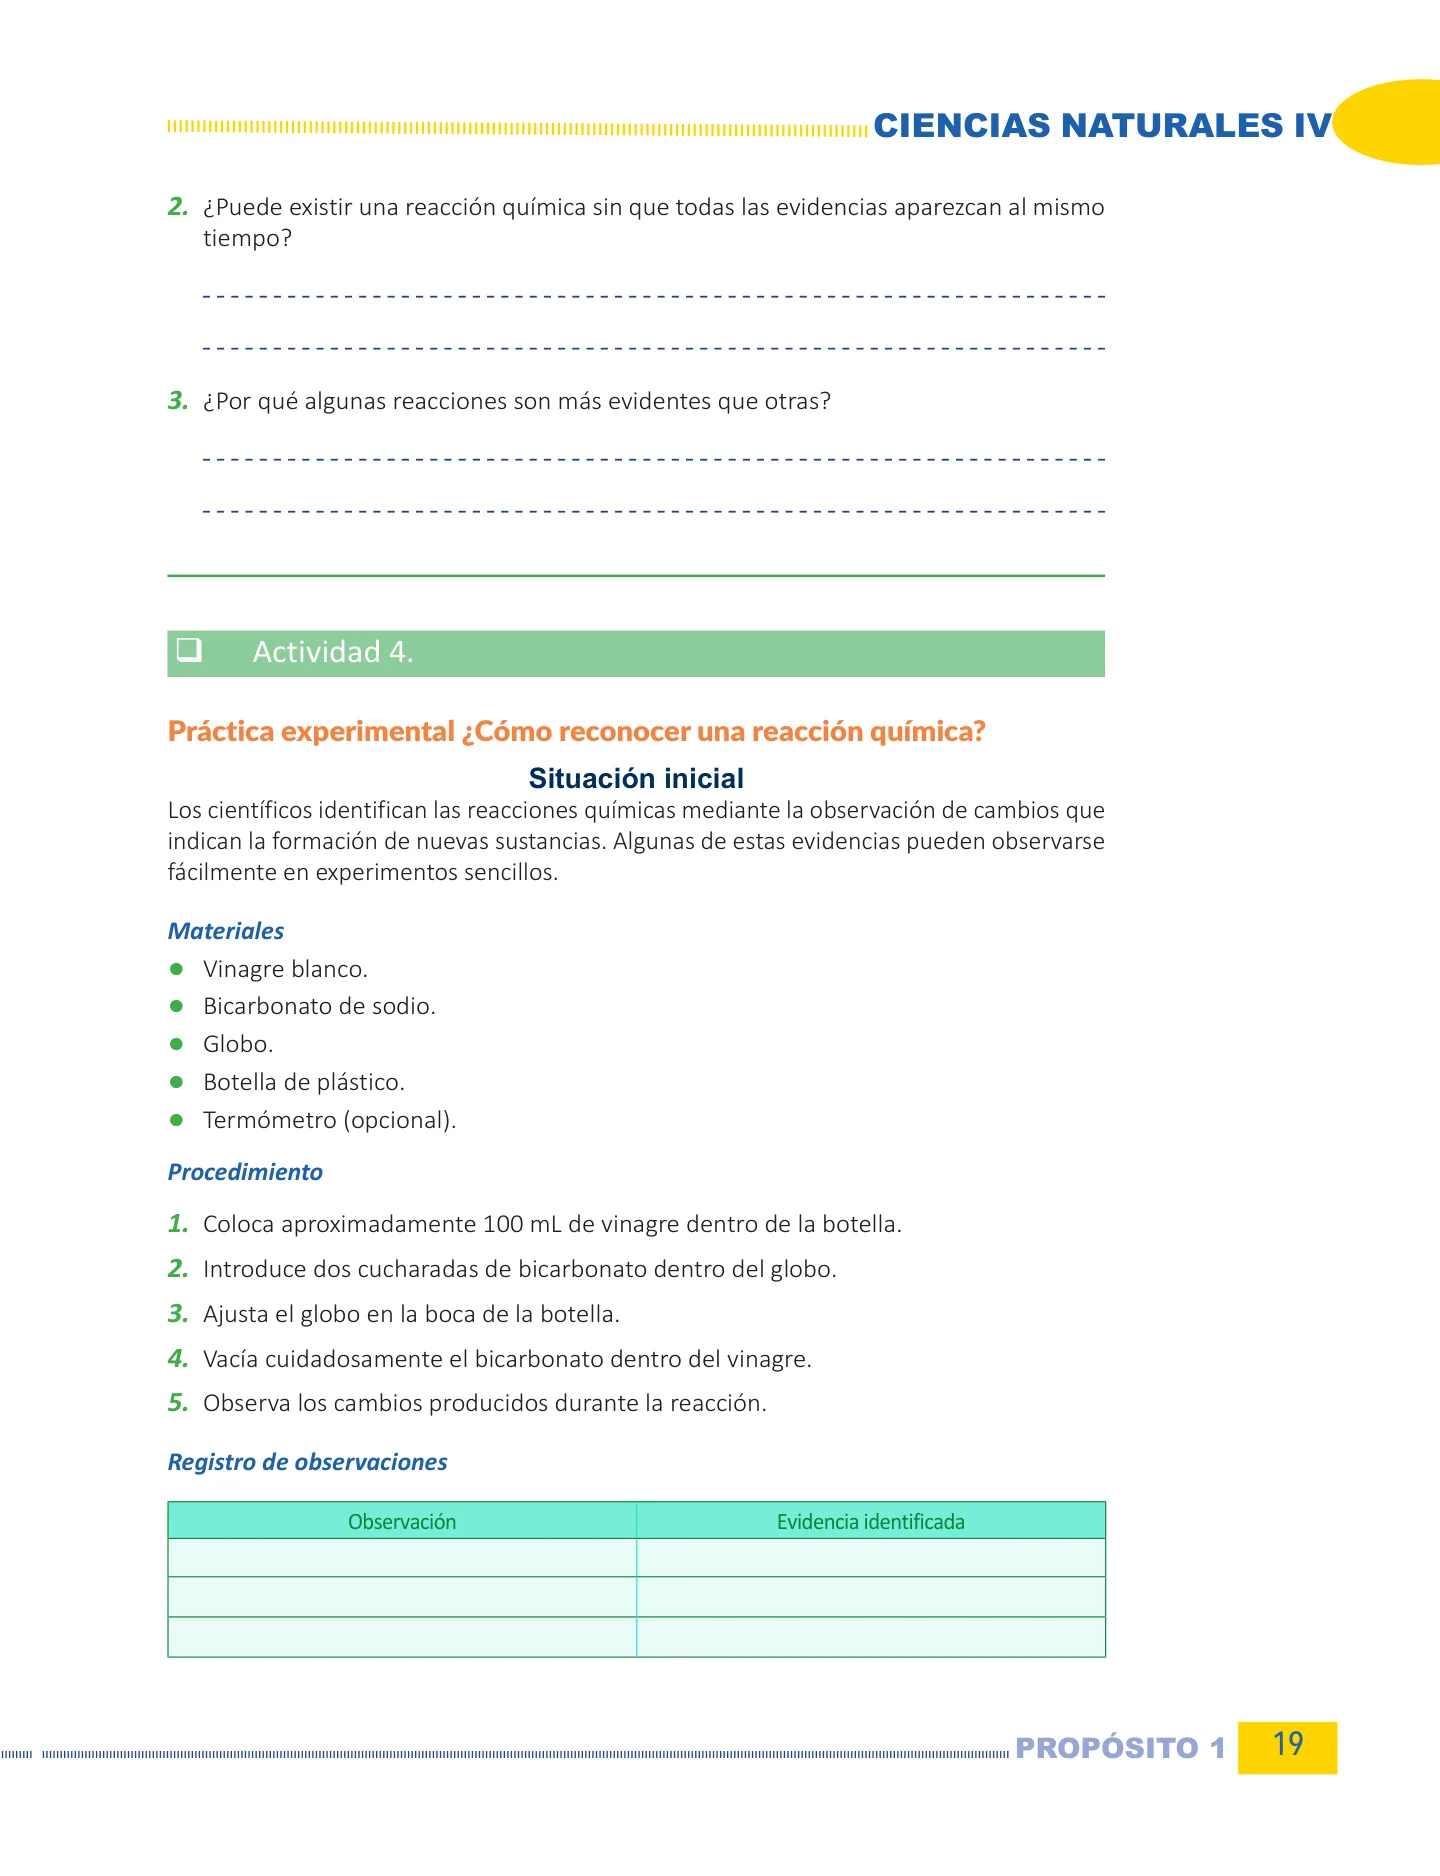 CIENCIAS NATURALES IV
2. ¿Puede existir una reacción química sin que todas las evidencias aparezcan al mismo
tiempo?
3. ¿Por qué algunas reacciones son más evidentes que otras?
Actividad 4.
Práctica experimental ¿Cómo reconocer una reacción química?
Situación inicial
Los científicos identifican las reacciones químicas mediante la observación de cambios que
indican la formación de nuevas sustancias. Algunas de estas evidencias pueden observarse
fácilmente en experimentos sencillos.
Materiales
● Vinagre blanco.
● Bicarbonato de sodio.
● Globo.
● Botella de plástico.
● Termómetro (opcional).
Procedimiento
1. Coloca aproximadamente 100 mL de vinagre dentro de la botella.
2. Introduce dos cucharadas de bicarbonato dentro del globo.
3. Ajusta el globo en la boca de la botella.
4. Vacía cuidadosamente el bicarbonato dentro del vinagre.
5. Observa los cambios producidos durante la reacción.
Registro de observaciones
Observación Evidencia identificada
PROPÓSITO 1 19